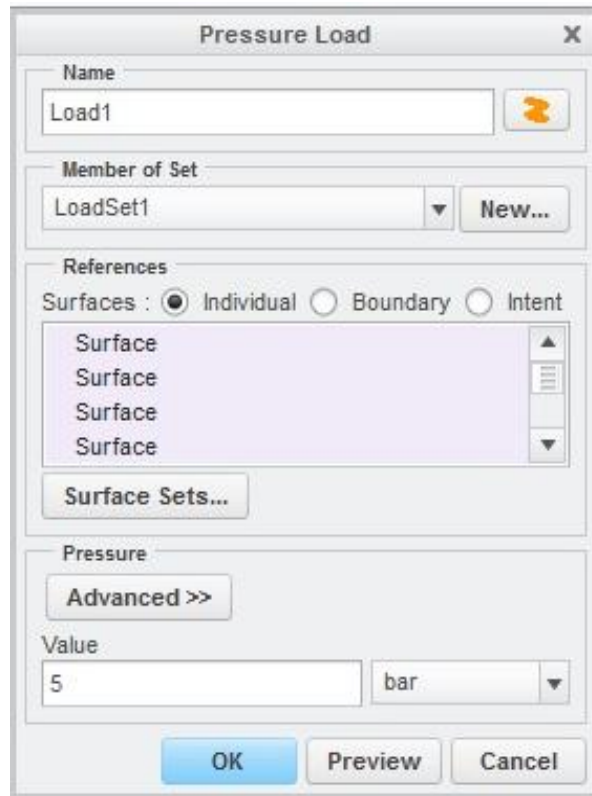 Pressure Load
Name
Load1
Member of Set
LoadSet1
New...
References
Surfaces : Individual Boundary Intent
Surface
Surface
Surface
Surface
Surface Sets...
Pressure
Advanced >>
Value
5 bar
OK Preview Cancel